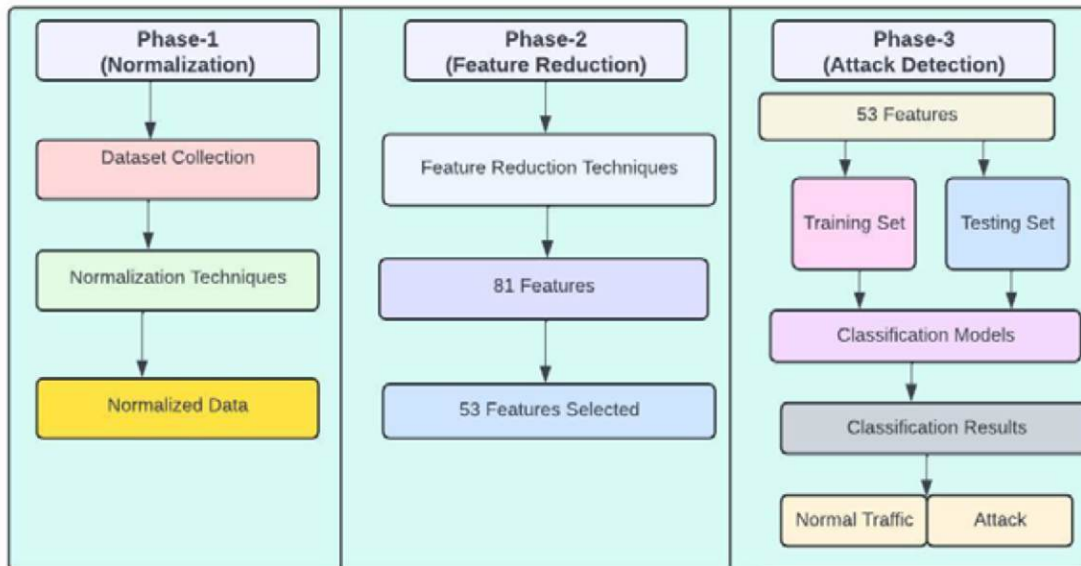 Phase-1
(Normalization)
Dataset Collection
Normalization Techniques
Normalized Data
Phase-2
(Feature Reduction)
Feature Reduction Techniques
81 Features
53 Features Selected
Phase-3
(Attack Detection)
53 Features
Training Set
Testing Set
Classification Models
Classification Results
Normal Traffic
Attack